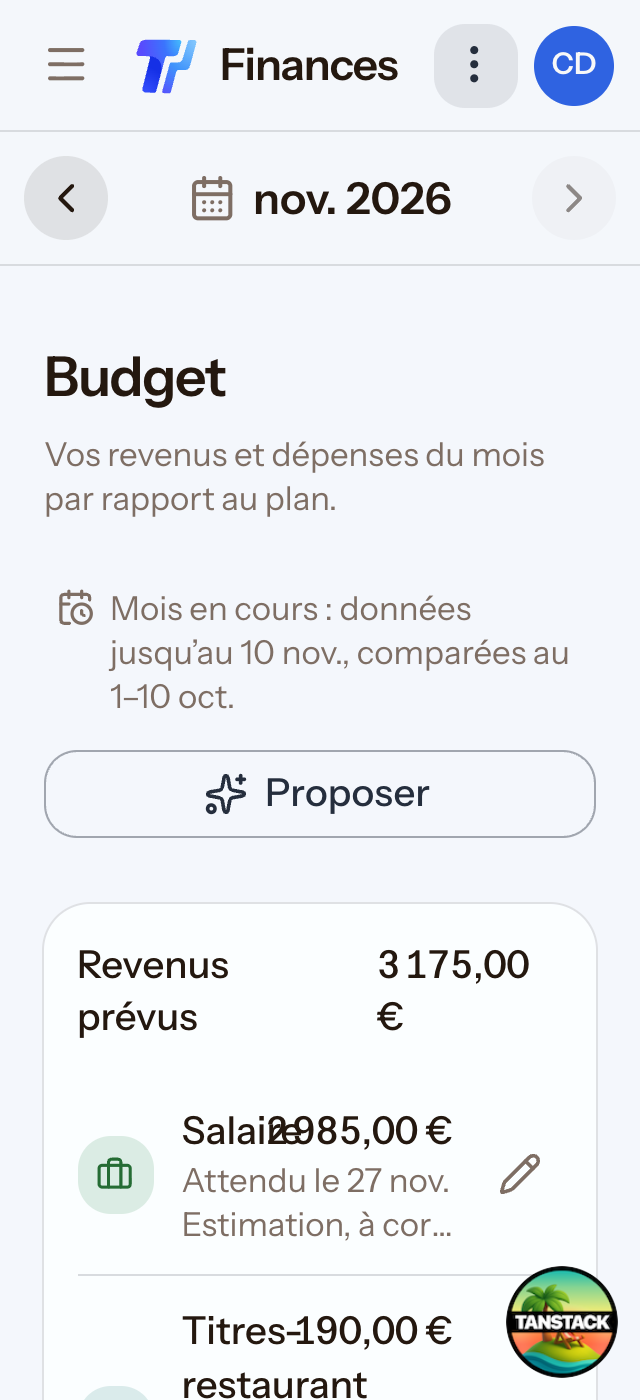 Finances
CD
nov. 2026
Budget
Vos revenus et dépenses du mois
par rapport au plan.
Mois en cours : données
jusqu’au 10 nov., comparées au
1–10 oct.
Proposer
Revenus
prévus
3 175,00
€
Salaire
2 985,00 €
Attendu le 27 nov.
Estimation, à cor…
Titres-
190,00 €
restaurant
TANSTACK